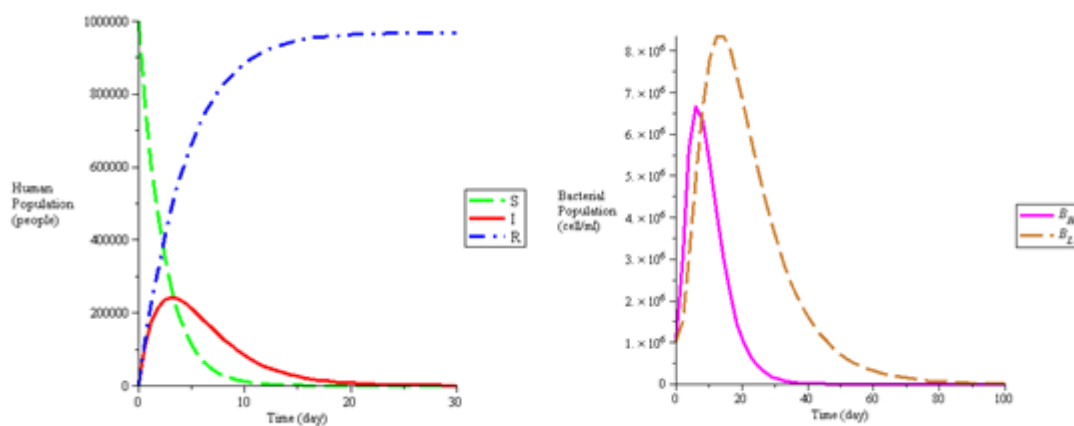 1000000
800000
600000
400000
200000
0
Human
Population
(people)
0
10
20
30
Time (day)
S
I
R
8. × 10⁶
7. × 10⁶
6. × 10⁶
5. × 10⁶
4. × 10⁶
3. × 10⁶
2. × 10⁶
1. × 10⁶
0
Bacterial
Population
(cell/ml)
0
20
40
60
80
100
Time (day)
B_H
B_L